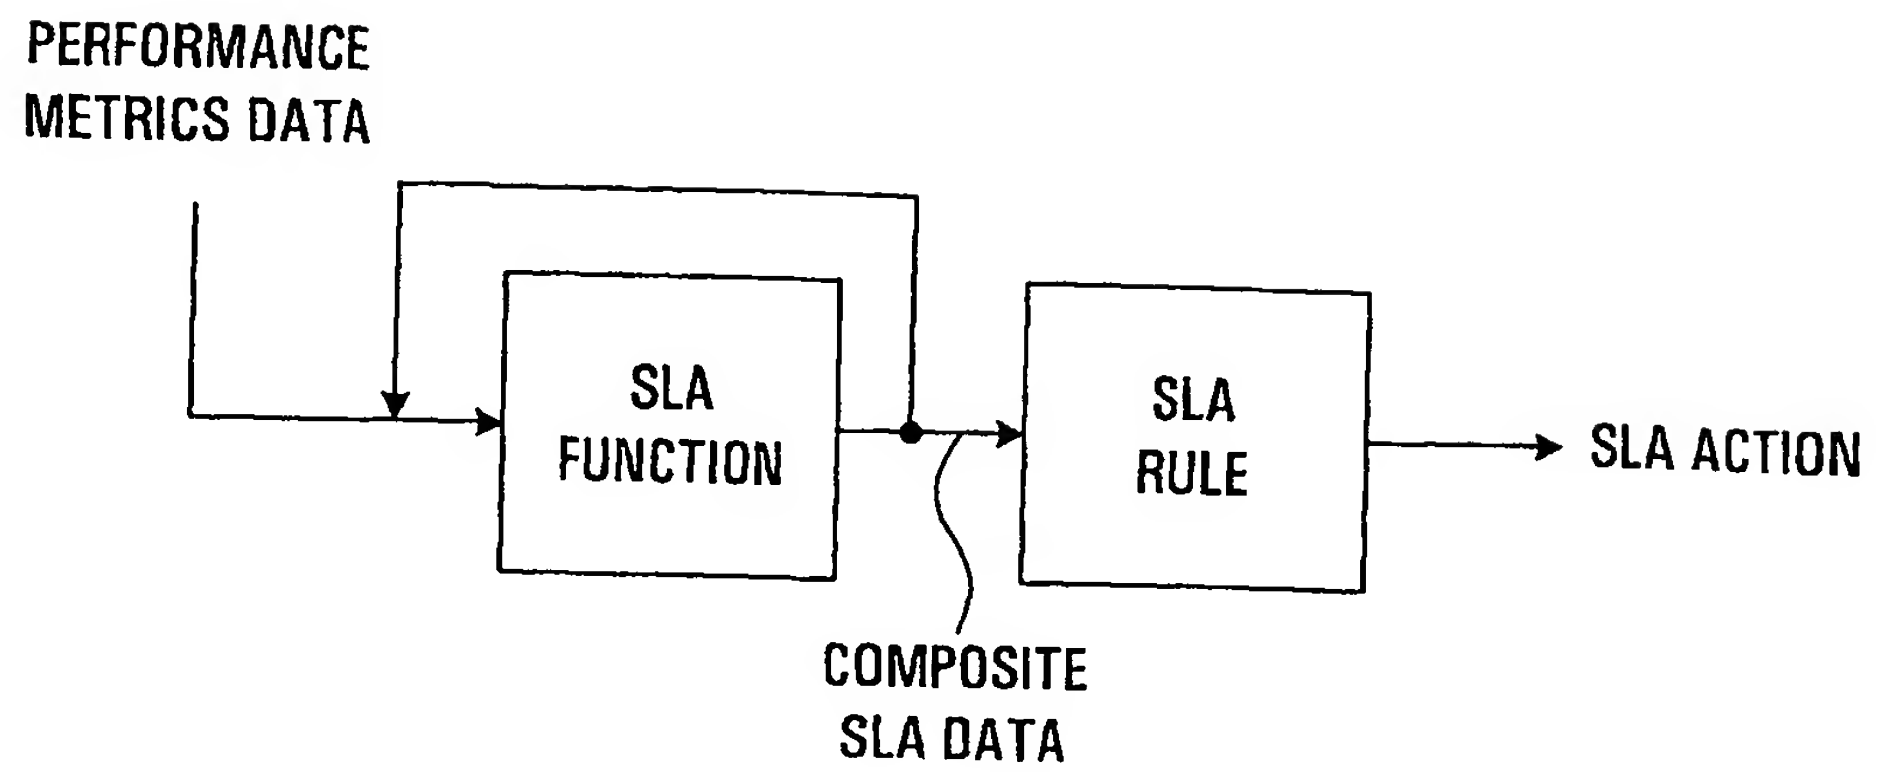 PERFORMANCE
METRICS DATA
SLA
FUNCTION
SLA
RULE
SLA ACTION
COMPOSITE
SLA DATA